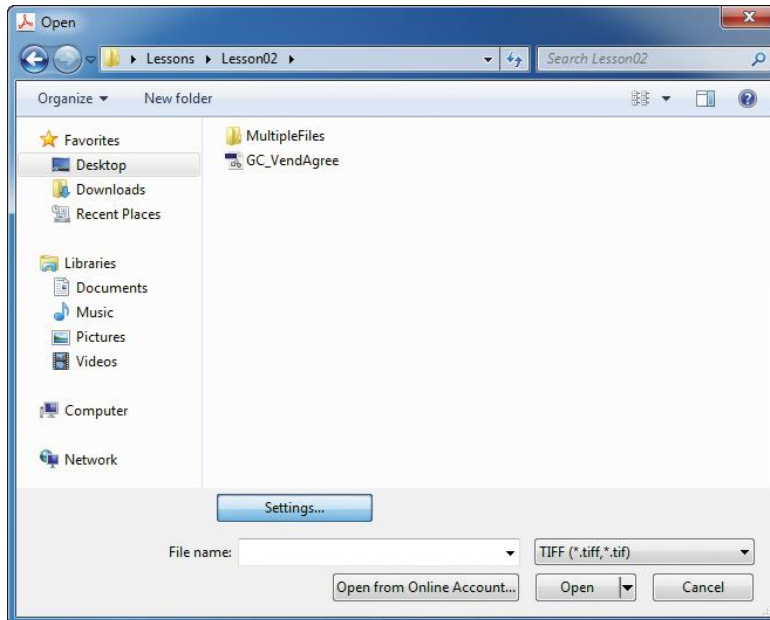 Open
Lessons
Lesson02
Search Lesson02
Organize
New folder
Favorites
Desktop
Downloads
Recent Places
Libraries
Documents
Music
Pictures
Videos
Computer
Network
MultipleFiles
GC_VendAgree
Settings...
File name:
TIFF (*.tiff,*.tif)
Open from Online Account...
Open
Cancel